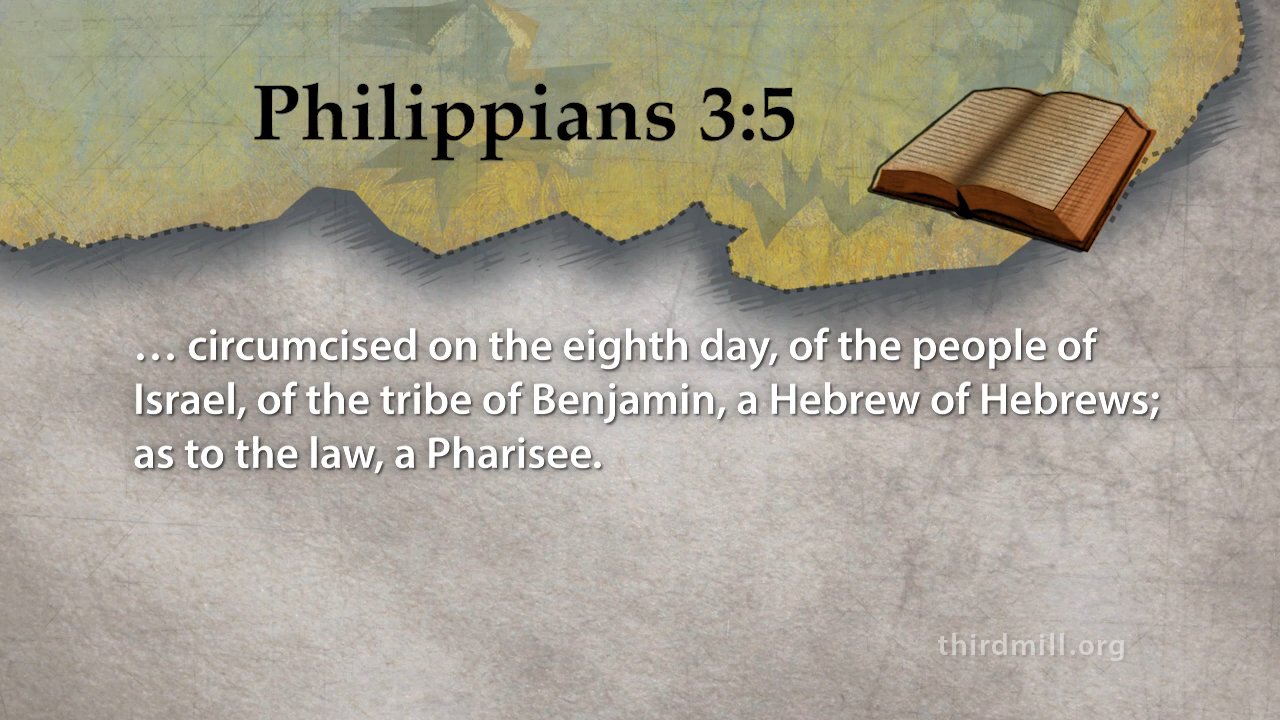 Philippians 3:5
… circumcised on the eighth day, of the people of
Israel, of the tribe of Benjamin, a Hebrew of Hebrews;
as to the law, a Pharisee.
thirdmill.org